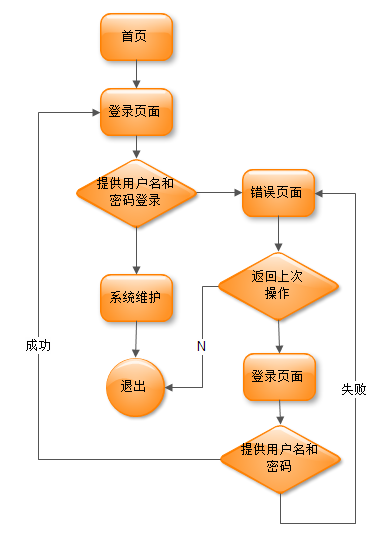 首页
登录页面
提供用户名和
密码登录
错误页面
系统维护
返回上次
操作
成功
N
退出
登录页面
失败
提供用户名和
密码